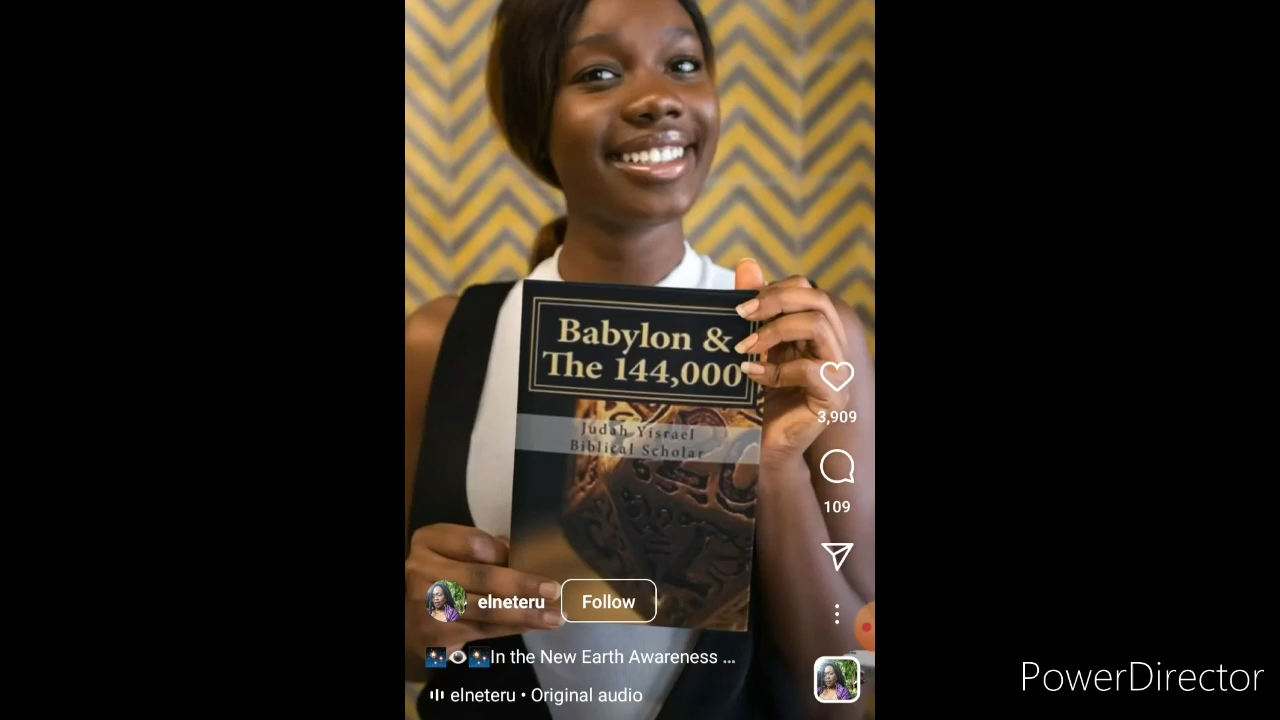 Babylon &
The 144,000
Judah Yisrael
Biblical Scholar
3,909
109
elneteru
Follow
In the New Earth Awareness ...
elneteru • Original audio
PowerDirector